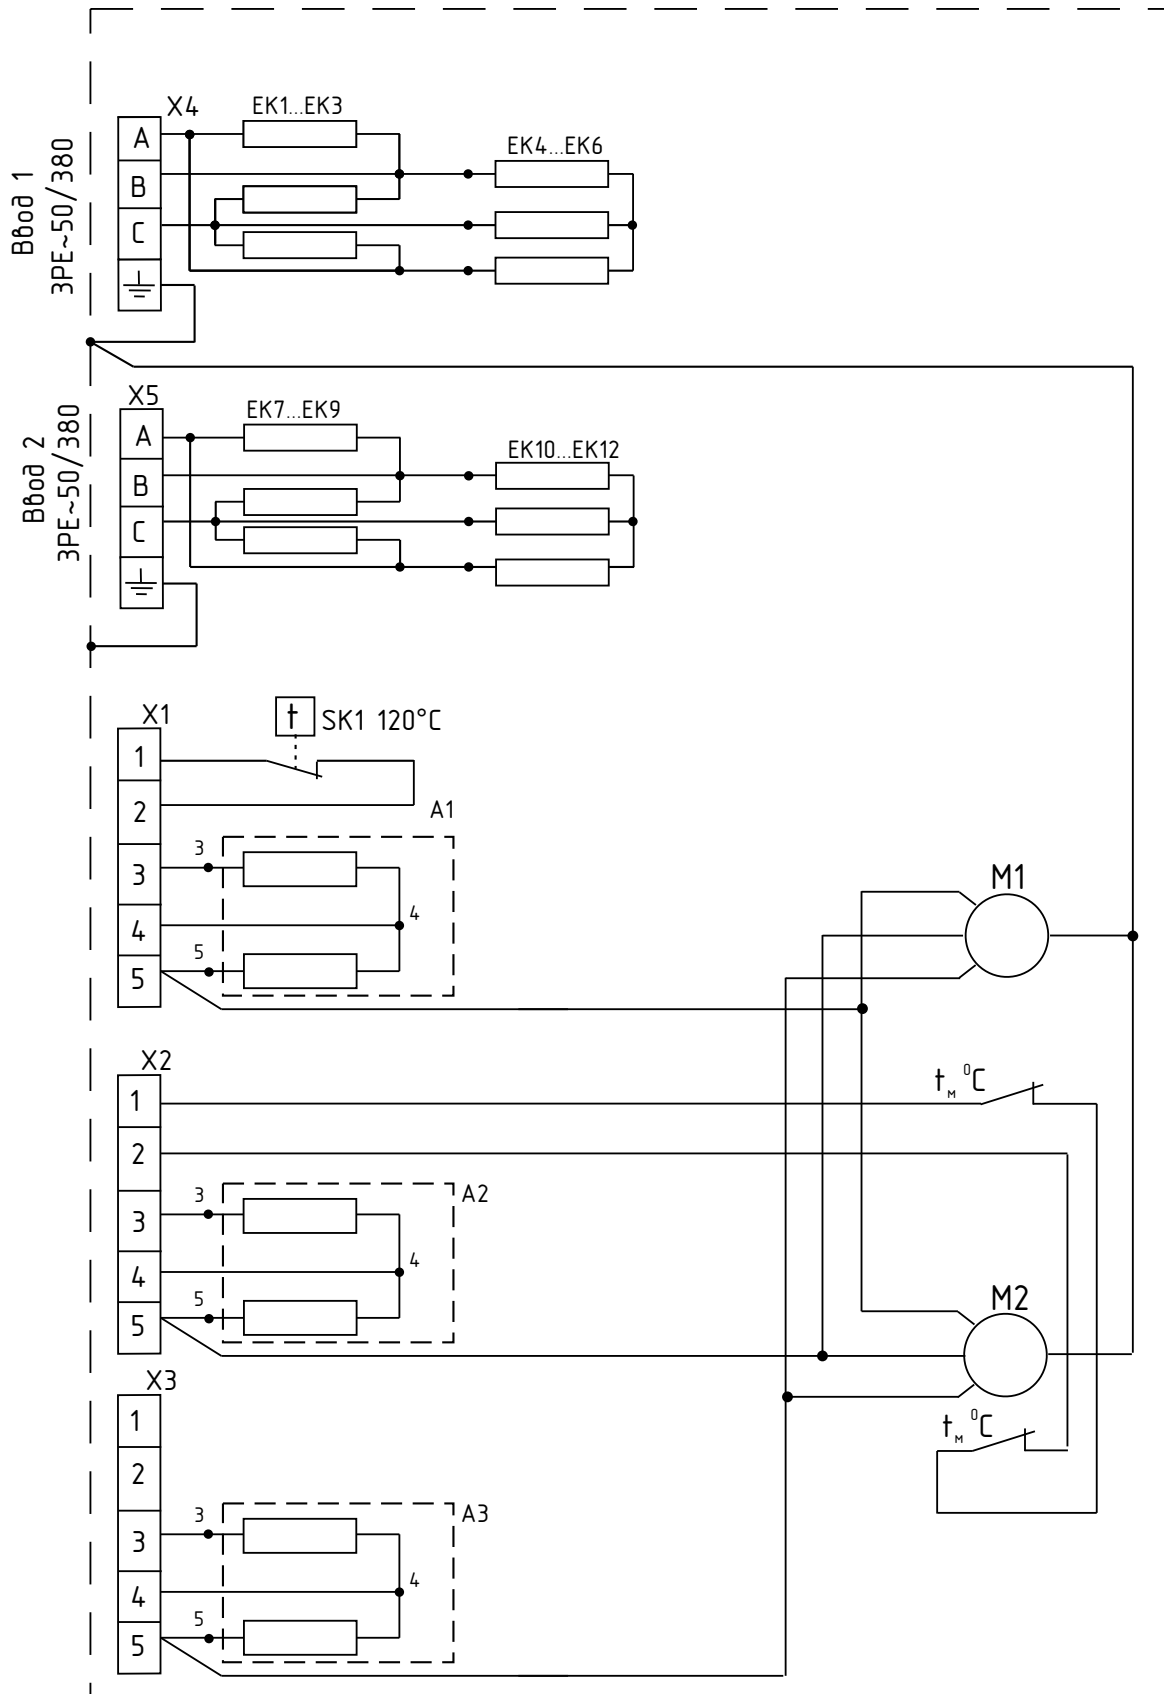 X4
EK1...EK3
EK4...EK6
Ввод 1
3PE~50/380
A
B
C
X5
EK7...EK9
EK10...EK12
Ввод 2
3PE~50/380
A
B
C
X1
t
SK1 120°C
1
2
A1
3
3
4
4
5
5
M1
X2
1
t м °C
2
3
3
A2
4
4
5
5
M2
X3
1
t м °C
2
3
3
A3
4
4
5
5